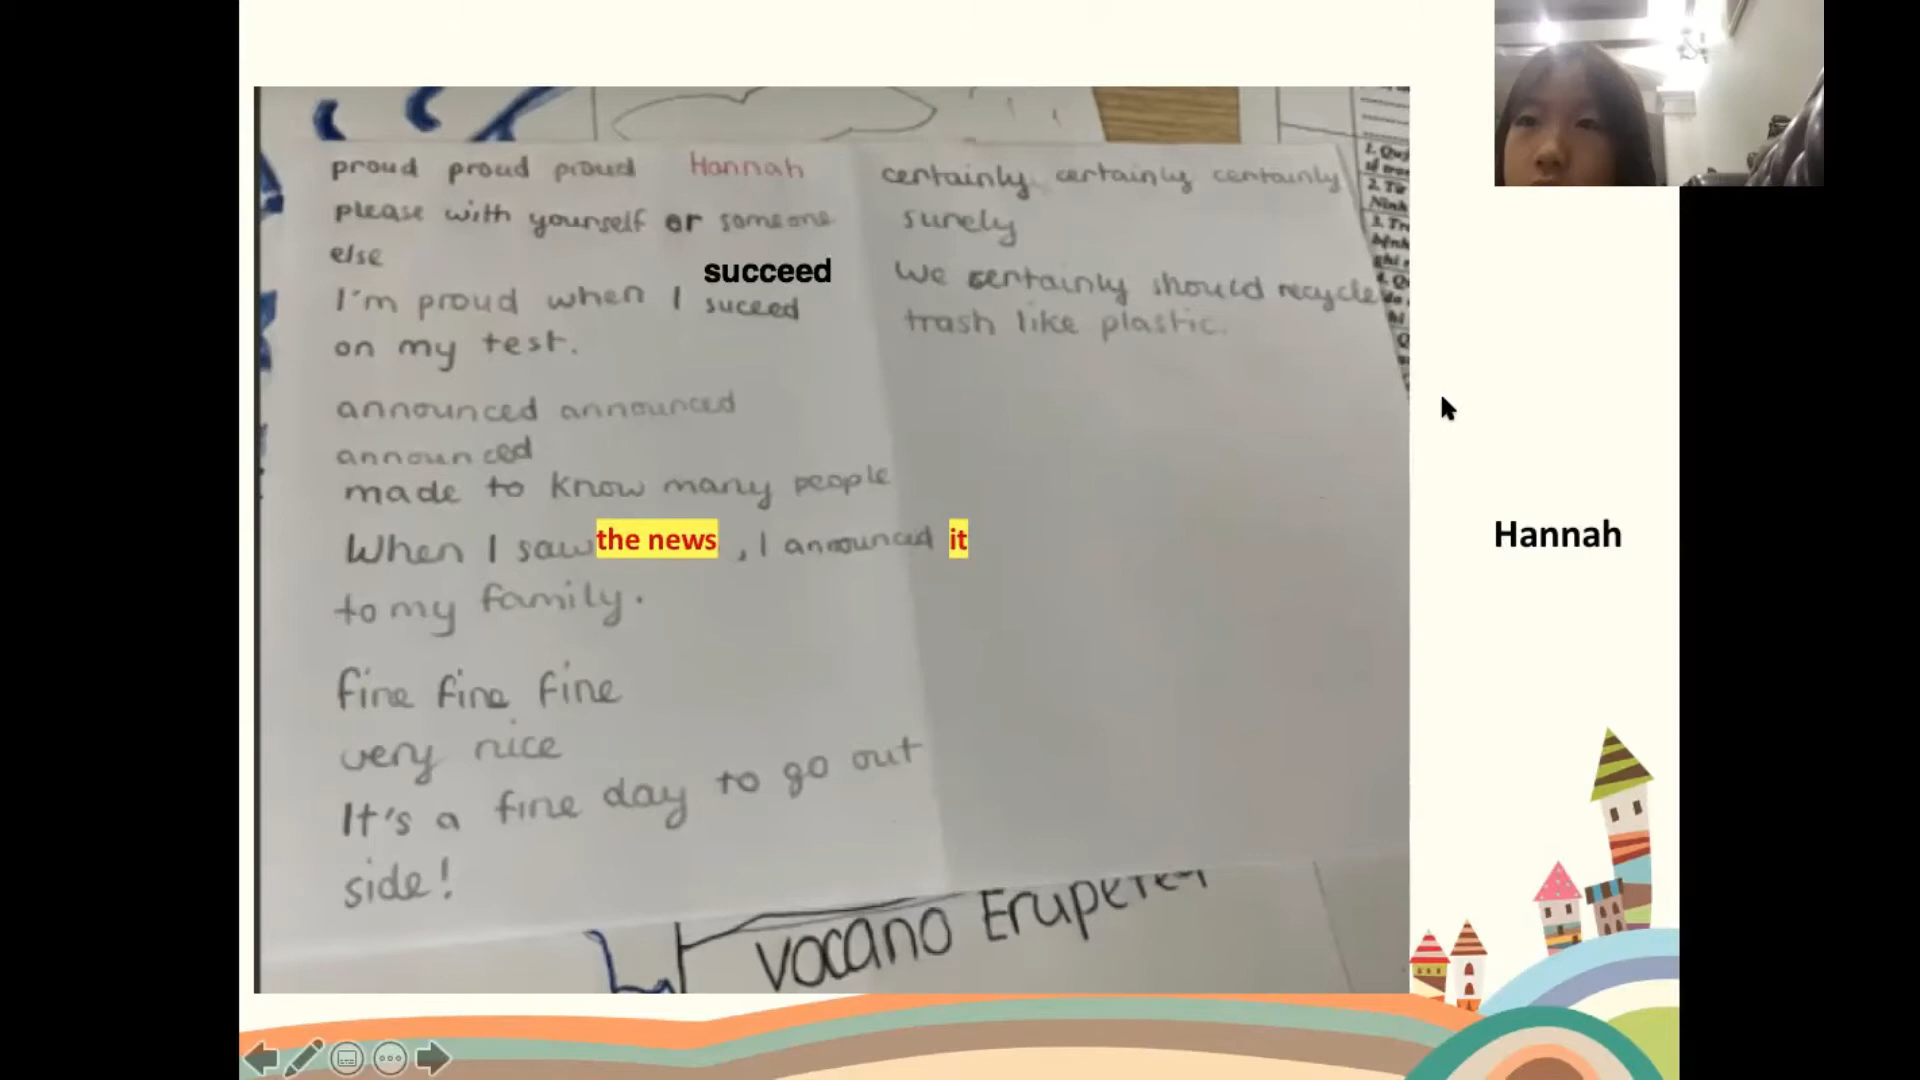 proud proud proud Hannah
please with yourself or someone
else
succeed
I'm proud when I suceed
on my test.
announced announced
announced
made to know many people
When I saw the news, I announced it
to my family.
fine fine fine
very nice
It's a fine day to go out
side!
certainly certainly certainly
surely
We certainly should recycle
trash like plastic.
vocano
Hannah